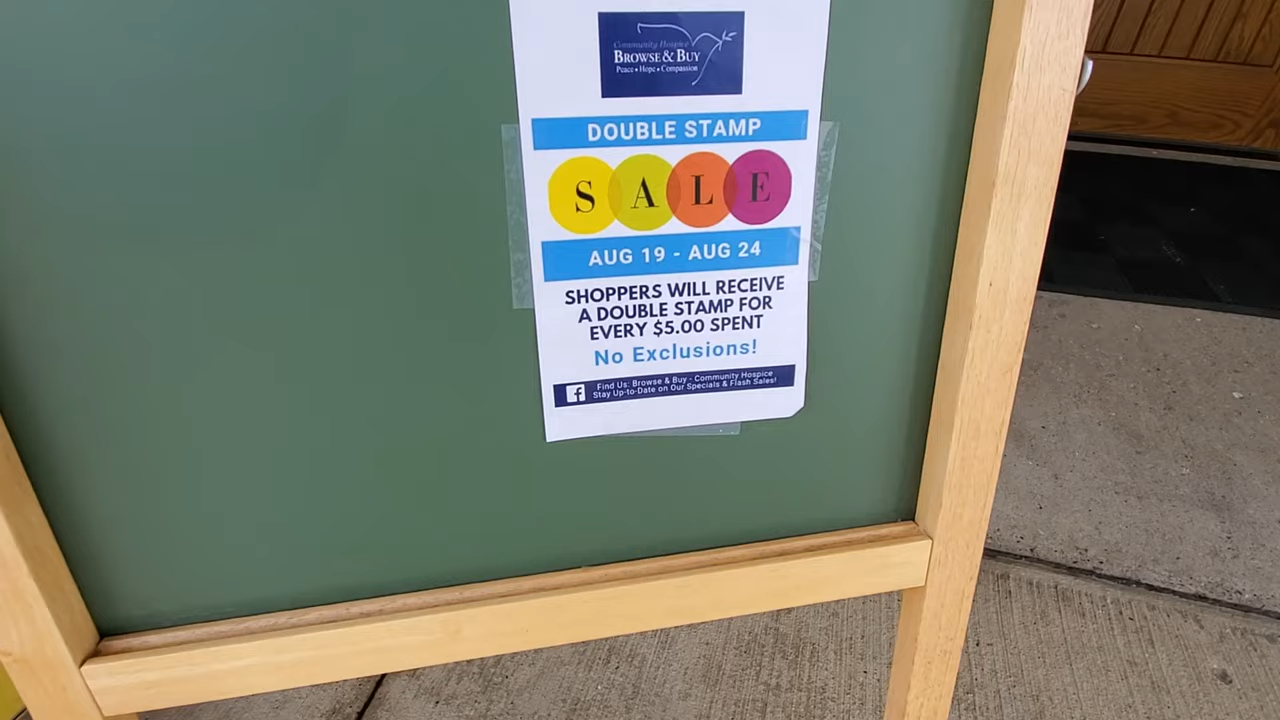 Community Hospice
BROWSE & BUY
Peace • Hope • Compassion
DOUBLE STAMP
SALE
AUG 19 - AUG 24
SHOPPERS WILL RECEIVE
A DOUBLE STAMP FOR
EVERY $5.00 SPENT
No Exclusions!
f
Find Us: Browse & Buy - Community Hospice
Stay Up-to-Date on Our Specials & Flash Sales!